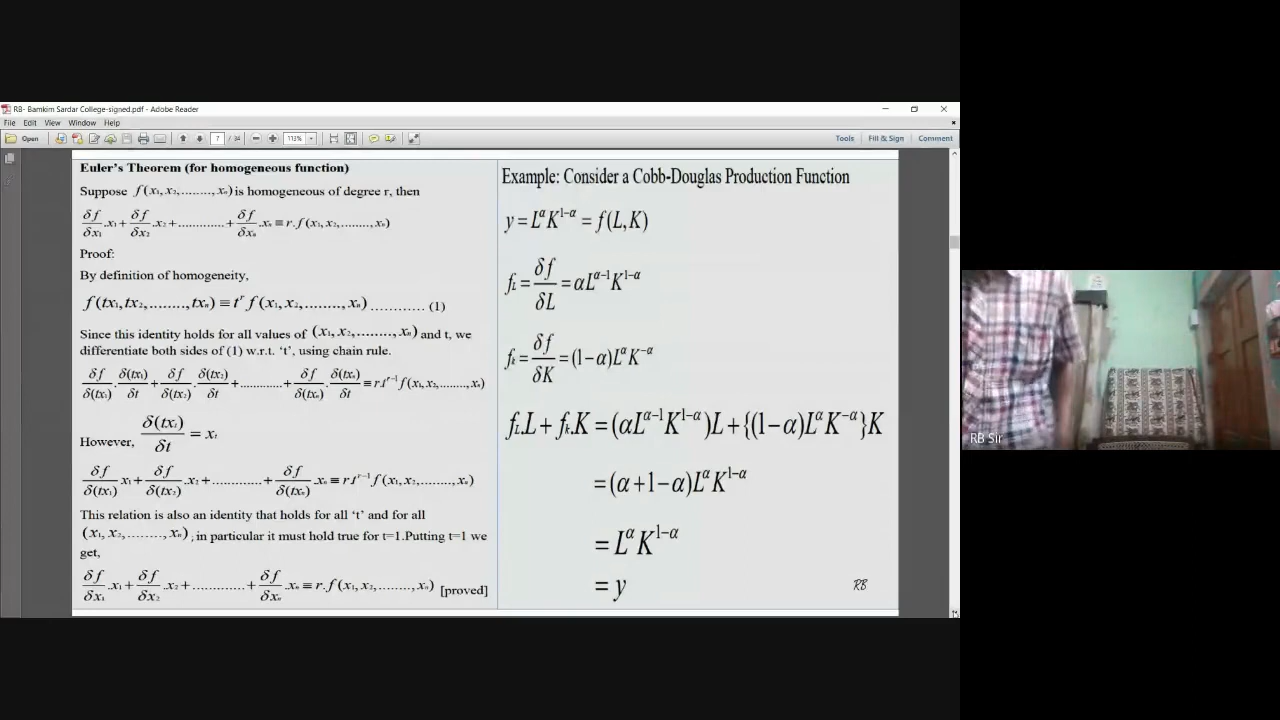 RB- Bamkim Sardar College-signed.pdf - Adobe Reader
File Edit View Window Help
Open 7 / 34 113% Tools Fill & Sign Comment
Euler's Theorem (for homogeneous function)
Suppose f(x₁, x₂,........, xₙ) is homogeneous of degree r, then
δf/δx₁ .x₁ + δf/δx₂ .x₂ + ............. + δf/δxₙ .xₙ ≡ r.f(x₁, x₂,........, xₙ)
Proof:
By definition of homogeneity,
f(tx₁, tx₂,........, txₙ) ≡ tʳ f(x₁, x₂,........, xₙ) ............ (1)
Since this identity holds for all values of (x₁, x₂,........, xₙ) and t, we
differentiate both sides of (1) w.r.t. 't', using chain rule.
δf/δ(tx₁) . δ(tx₁)/δt + δf/δ(tx₂) . δ(tx₂)/δt + ............ + δf/δ(txₙ) . δ(txₙ)/δt ≡ r.tʳ⁻¹ f(x₁, x₂,........, xₙ)
However, δ(txᵢ)/δt = xᵢ
δf/δ(tx₁) .x₁ + δf/δ(tx₂) .x₂ + ............ + δf/δ(txₙ) .xₙ ≡ r.tʳ⁻¹ f(x₁, x₂,........, xₙ)
This relation is also an identity that holds for all 't' and for all
(x₁, x₂,........, xₙ) , in particular it must hold true for t=1.Putting t=1 we
get,
δf/δx₁ .x₁ + δf/δx₂ .x₂ + ............. + δf/δxₙ .xₙ ≡ r.f(x₁, x₂,........, xₙ) [proved]
Example: Consider a Cobb-Douglas Production Function
y = L^α K^(1−α) = f(L, K)
f_L = δf/δL = αL^(α−1) K^(1−α)
f_k = δf/δK = (1−α)L^α K^(−α)
f_L.L + f_k.K = (αL^(α−1) K^(1−α))L + {(1−α)L^α K^(−α)}K
= (α+1−α)L^α K^(1−α)
= L^α K^(1−α)
= y
RB
RB Sir